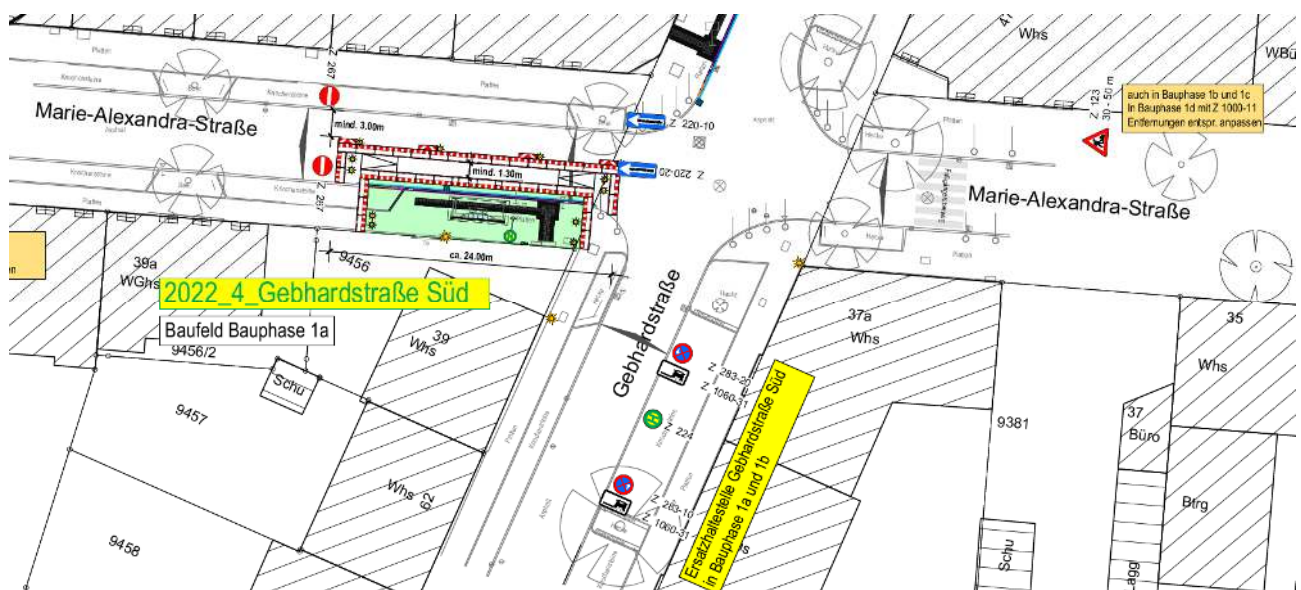 Whs
WBü
Z 267
Platten
Marie-Alexandra-Straße
mind. 3.00m
Z 220-10
Asphalt
Z 123
30 - 50 m
auch in Bauphase 1b und 1c
In Bauphase 1d mit Z 1000-11
Entfernungen entspr. anpassen
Z 220-20
mind. 1.30m
Z 267
Marie-Alexandra-Straße
Platten
ca. 24.00m
9456
39a
WGhs
2022_4_Gebhardstraße Süd
Baufeld Bauphase 1a
9456/2
39
Whs
Schu
9457
Whs
62
9458
Gebhardstraße
Z 283-20
Z 1060-31
H
Z 224
Z 283-10
Z 1060-31
Ersatzhaltestelle Gebhardstraße Süd
in Bauphase 1a und 1b
37a
Whs
35
Whs
37
Büro
9381
Btrg
Schu
Whs